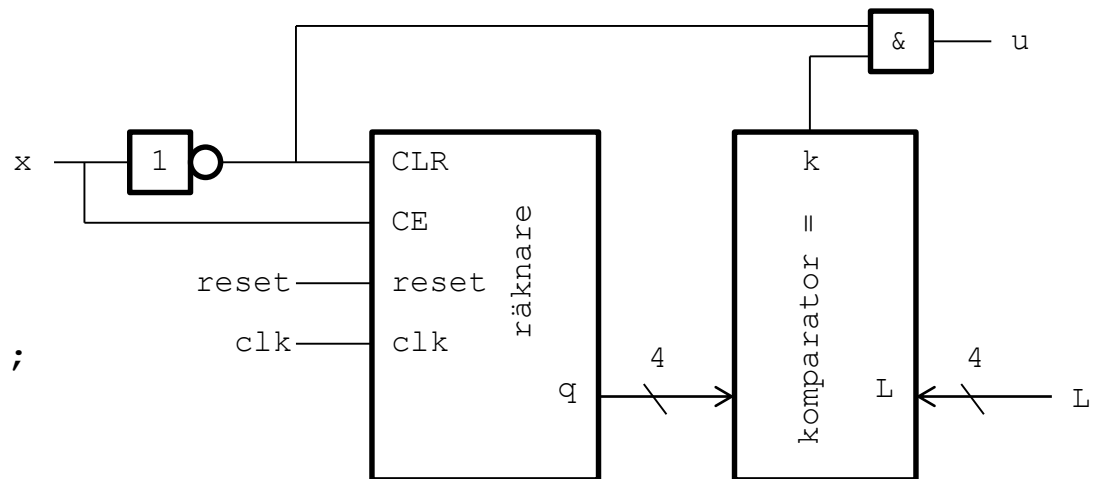 & u
x 1 CLR k
CE
reset reset
räknare
komparator =
clk clk
;
4 4
q L L